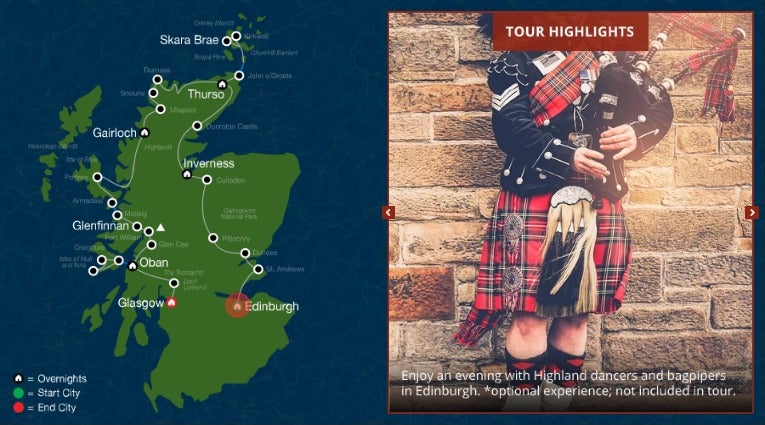 Orkney Islands
Kirkwall
Skara Brae
Churchill Barriers
Scapa Flow
John o'Groats
Thurso
Scourie
Ullapool
Dunrobin Castle
Gairloch
Hebridean Islands
Highlands
Isle of Skye
Inverness
Portree
Culloden
Armadale
Cairngorms
National Park
Mallaig
Glenfinnan
Fort William
Pitlochry
Glen Coe
Craignure
Dundee
Isles of Mull
and Iona
Oban
St. Andrews
Loch
Lomond
Glasgow
Edinburgh
= Overnights
= Start City
= End City
TOUR HIGHLIGHTS
Enjoy an evening with Highland dancers and bagpipers
in Edinburgh. *optional experience; not included in tour.